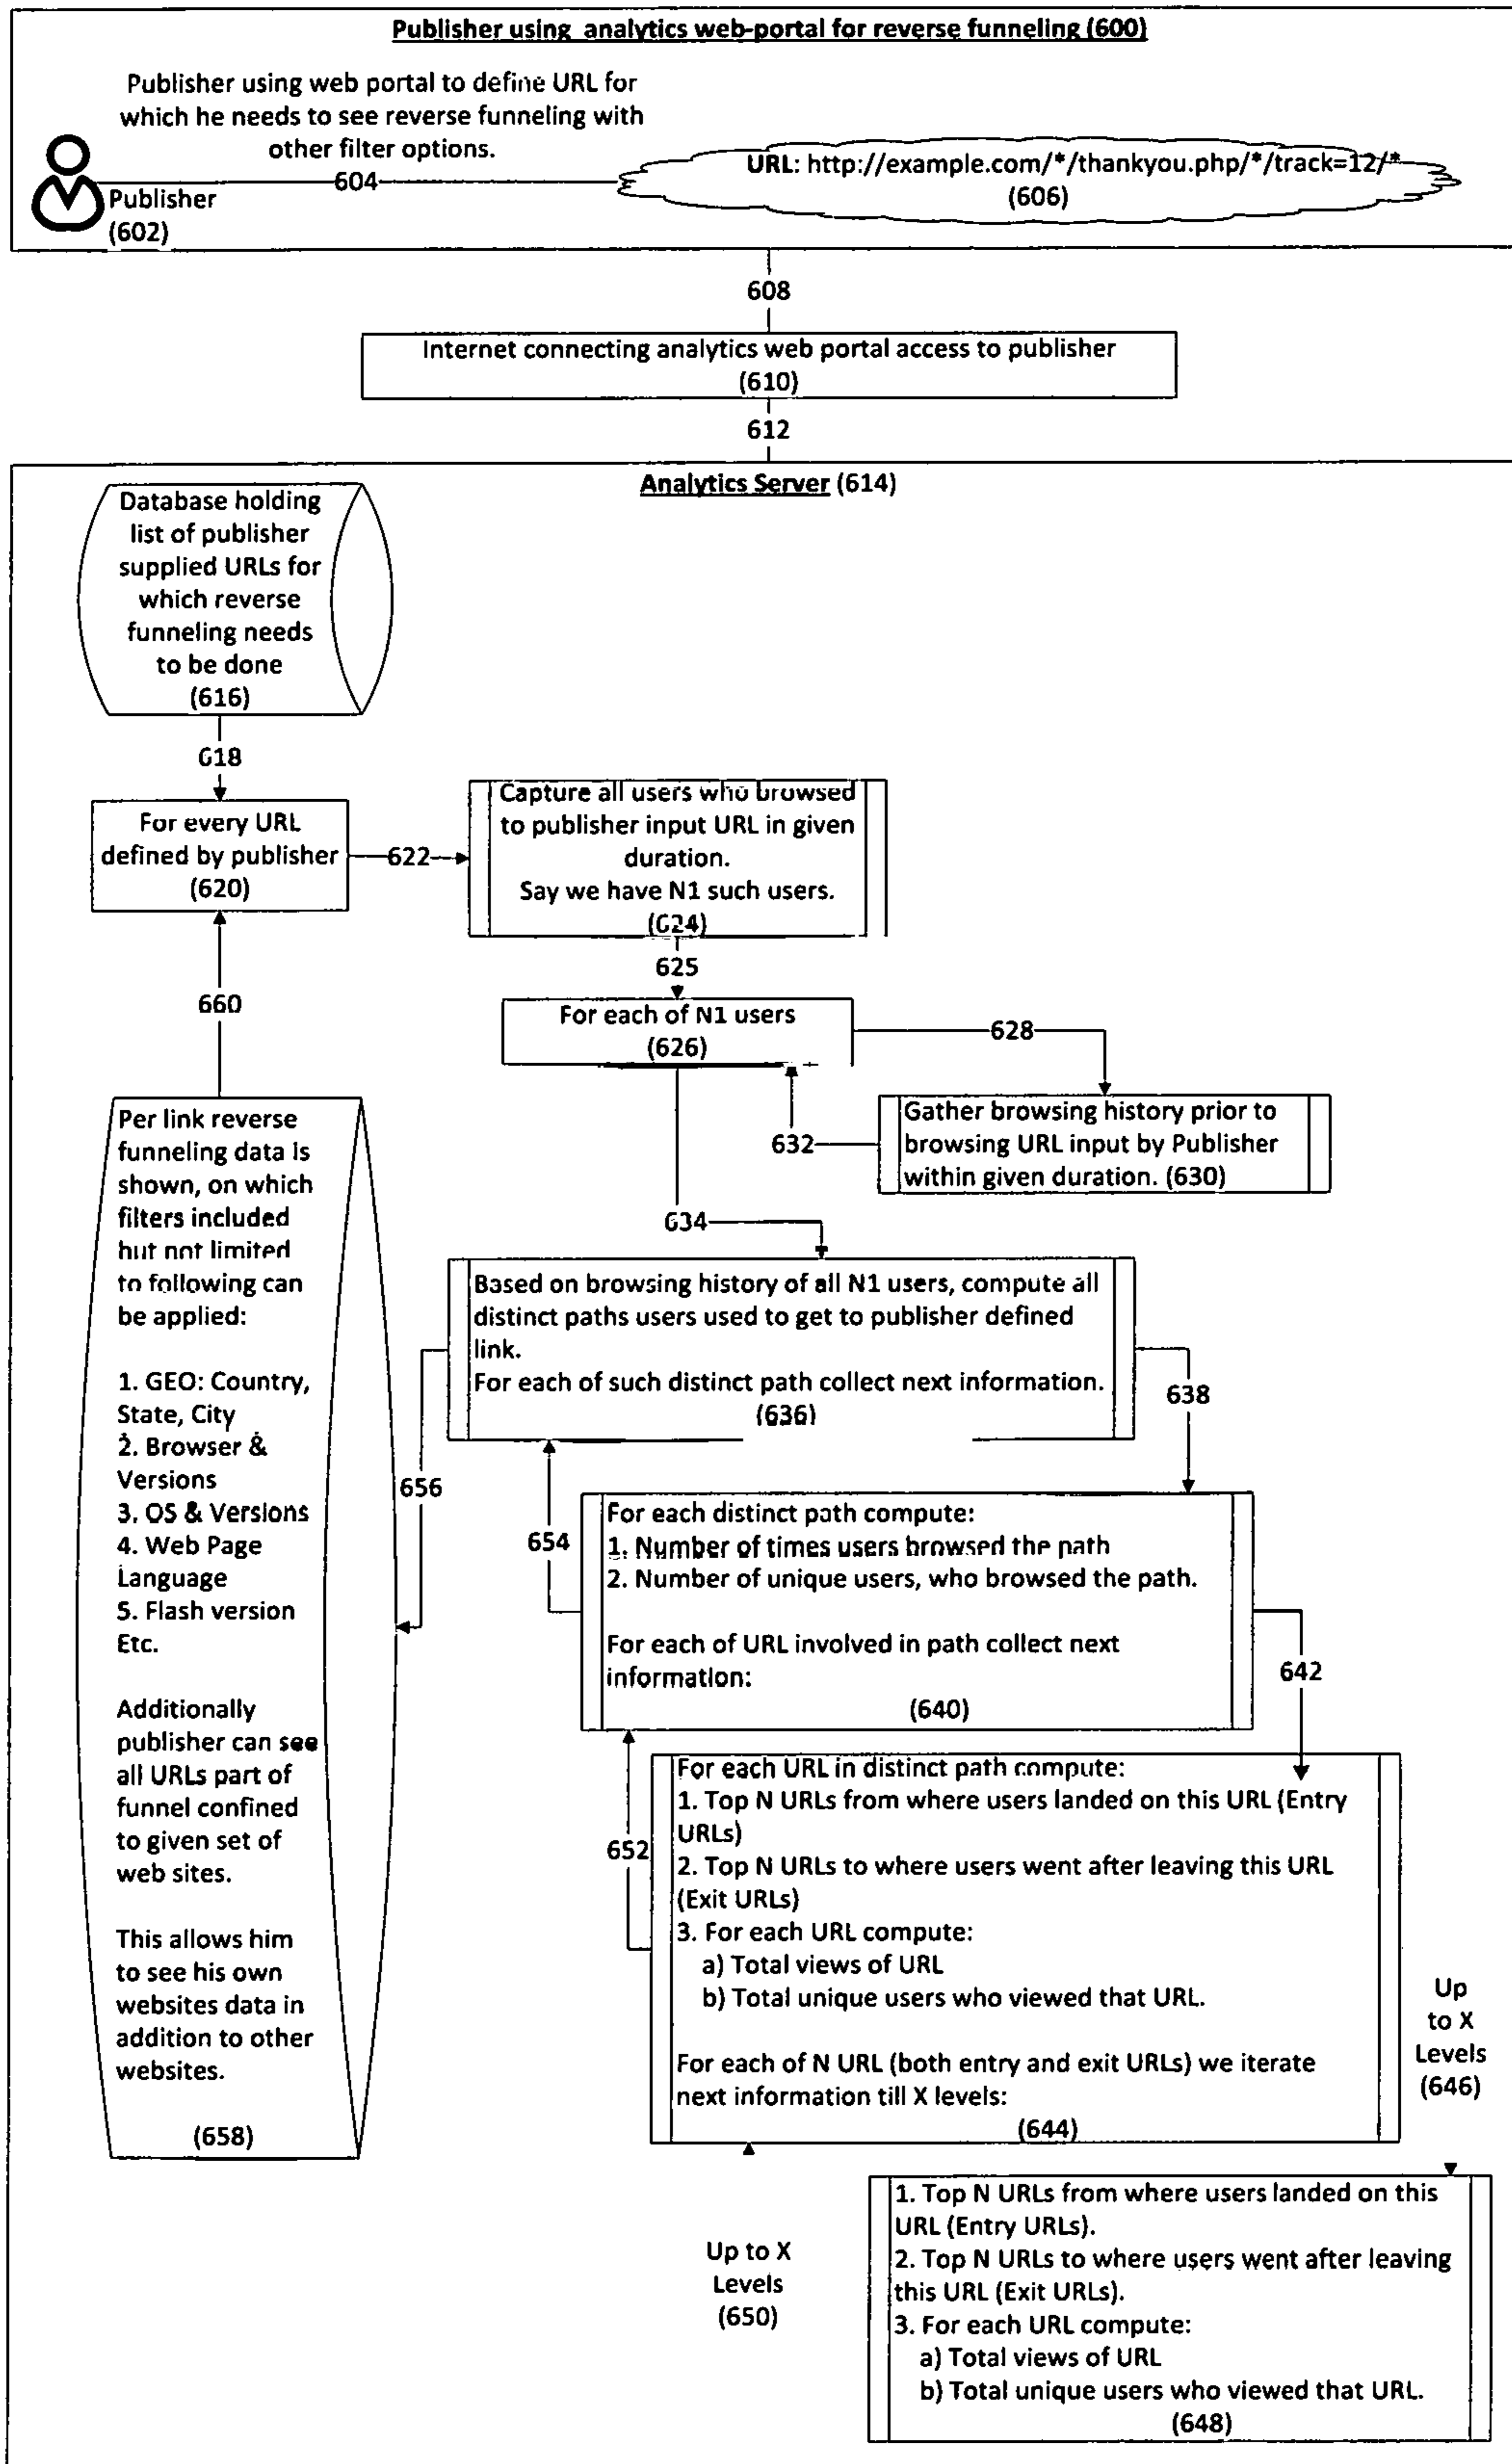 Publisher using analytics web-portal for reverse funneling (600)
Publisher using web portal to define URL for
which he needs to see reverse funneling with
other filter options.
604
Publisher
(602)
URL: http://example.com/*/thankyou.php/*/track=12/*
(606)
608
Internet connecting analytics web portal access to publisher
(610)
612
Analytics Server (614)
Database holding
list of publisher
supplied URLs for
which reverse
funneling needs
to be done
(616)
618
For every URL
defined by publisher
(620)
622
Capture all users who browsed
to publisher input URL in given
duration.
Say we have N1 such users.
(624)
625
For each of N1 users
(626)
628
Gather browsing history prior to
browsing URL input by Publisher
within given duration. (630)
632
634
660
Based on browsing history of all N1 users, compute all
distinct paths users used to get to publisher defined
link.
For each of such distinct path collect next information.
(636)
638
656
654
For each distinct path compute:
1. Number of times users browsed the path
2. Number of unique users, who browsed the path.
For each of URL involved in path collect next
information:
(640)
642
652
For each URL in distinct path compute:
1. Top N URLs from where users landed on this URL (Entry
URLs)
2. Top N URLs to where users went after leaving this URL
(Exit URLs)
3. For each URL compute:
a) Total views of URL
b) Total unique users who viewed that URL.
For each of N URL (both entry and exit URLs) we iterate
next information till X levels:
(644)
Up
to X
Levels
(646)
Per link reverse
funneling data is
shown, on which
filters included
but not limited
to following can
be applied:
1. GEO: Country,
State, City
2. Browser &
Versions
3. OS & Versions
4. Web Page
Language
5. Flash version
Etc.
Additionally
publisher can see
all URLs part of
funnel confined
to given set of
web sites.
This allows him
to see his own
websites data in
addition to other
websites.
(658)
Up to X
Levels
(650)
1. Top N URLs from where users landed on this
URL (Entry URLs).
2. Top N URLs to where users went after leaving
this URL (Exit URLs).
3. For each URL compute:
a) Total views of URL
b) Total unique users who viewed that URL.
(648)